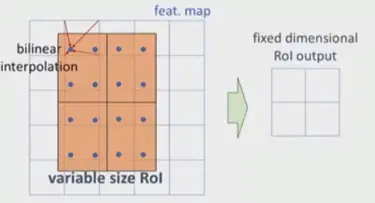 feat. map
bilinear
interpolation
fixed dimensional
RoI output
variable size RoI